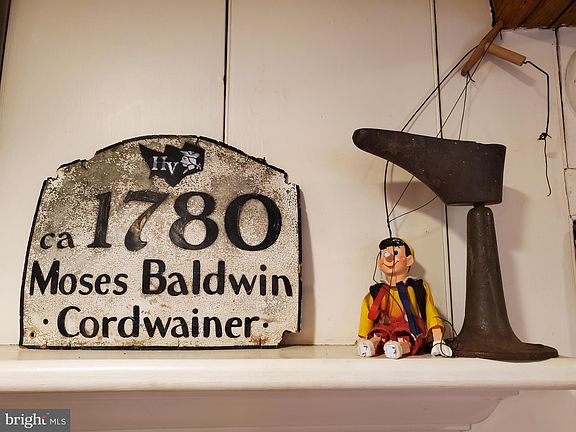 HV
ca 1780
Moses Baldwin
· Cordwainer ·
bright MLS